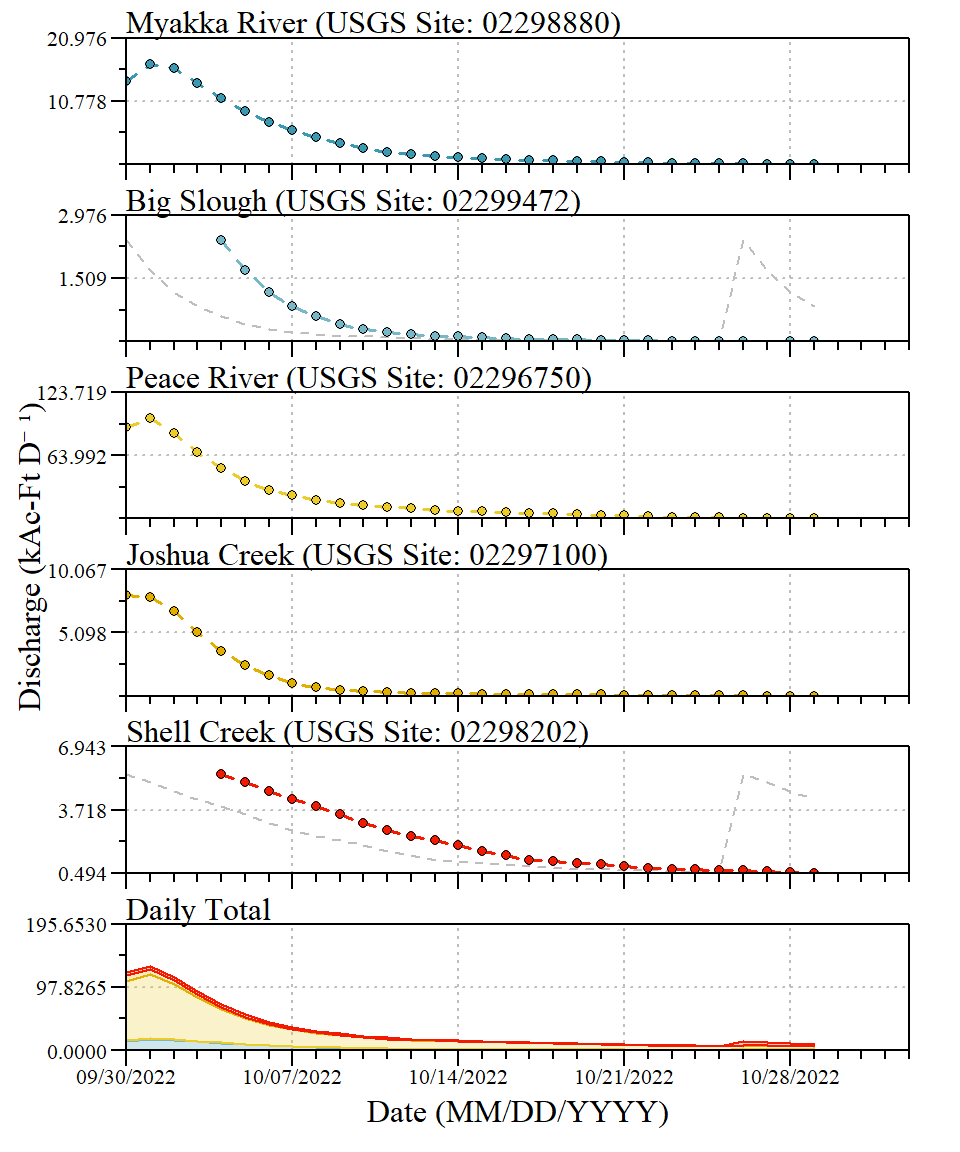 Myakka River (USGS Site: 02298880)
20.976
10.778
Big Slough (USGS Site: 02299472)
2.976
1.509
Peace River (USGS Site: 02296750)
123.719
63.992
Joshua Creek (USGS Site: 02297100)
10.067
5.098
Shell Creek (USGS Site: 02298202)
6.943
3.718
0.494
Daily Total
195.6530
97.8265
0.0000
Discharge (kAc-Ft D⁻¹)
09/30/2022 10/07/2022 10/14/2022 10/21/2022 10/28/2022
Date (MM/DD/YYYY)